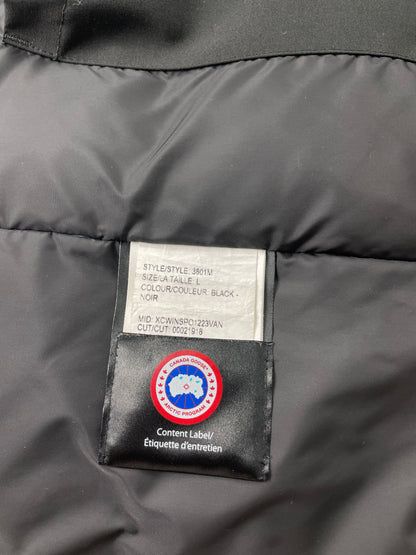 STYLE/STYLE: 3801M
SIZE/LA TAILLE: L
COLOUR/COULEUR: BLACK -
NOIR
MID: XCWINSPO1223VAN
CUT/CUT: 00021918
CANADA GOOSE®
ARCTIC PROGRAM
Content Label/
Étiquette d'entretien